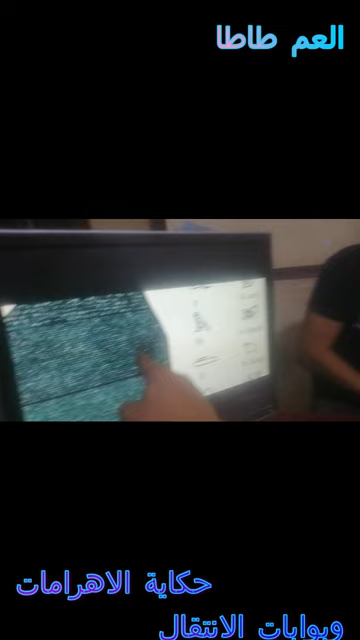 العم طاطا
حكاية الاهرامات
وبوابات الانتقال